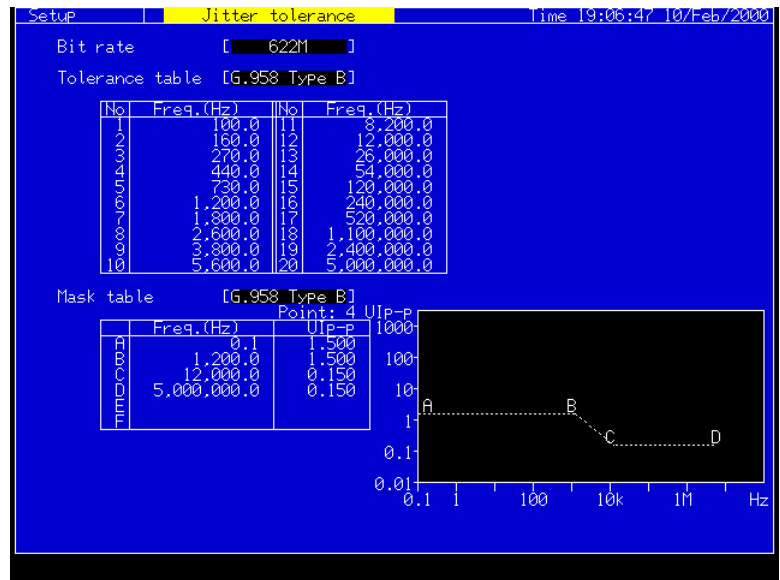 Setup Jitter tolerance Time 19:06:47 10/Feb/2000
Bit rate [ 622M ]
Tolerance table [G.958 Type B]
No Freq.(Hz) No Freq.(Hz)
1 100.0 11 8,200.0
2 160.0 12 12,000.0
3 270.0 13 26,000.0
4 440.0 14 54,000.0
5 730.0 15 120,000.0
6 1,200.0 16 240,000.0
7 1,800.0 17 520,000.0
8 2,600.0 18 1,100,000.0
9 3,800.0 19 2,400,000.0
10 5,600.0 20 5,000,000.0
Mask table [G.958 Type B]
Point: 4
Freq.(Hz) UIp-p
A 0.1 1.500
B 1,200.0 1.500
C 12,000.0 0.150
D 5,000,000.0 0.150
E
F
UIp-p
1000
100
10
1
0.1
0.01
A B C D
0.1 1 100 10k 1M Hz